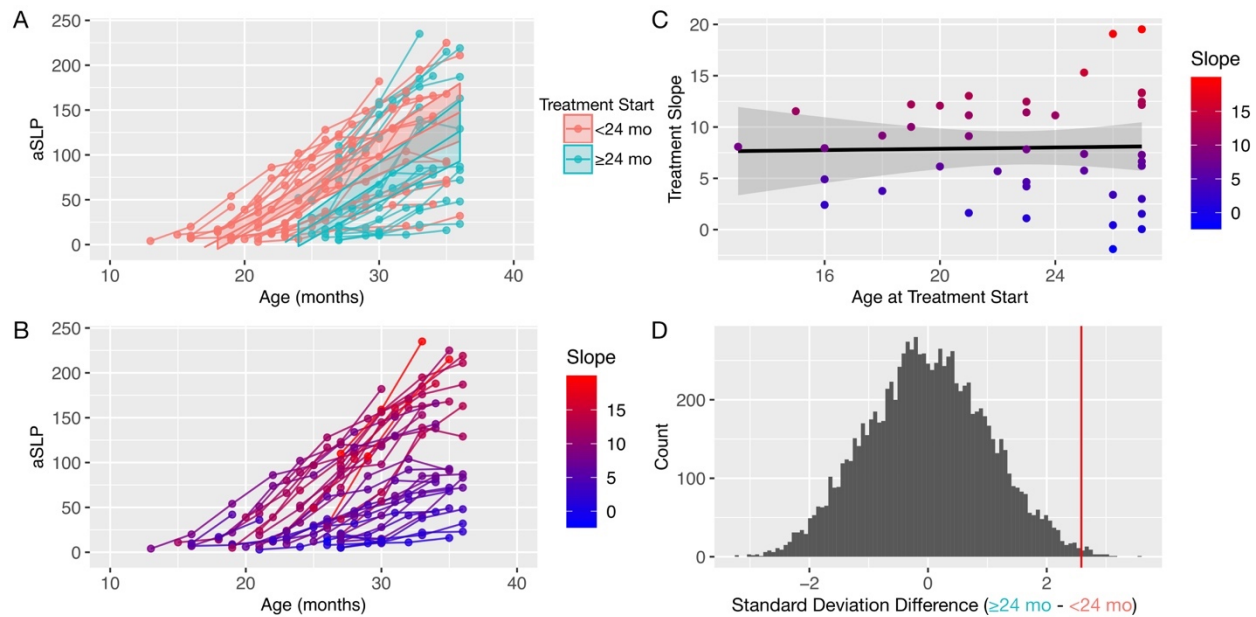 A
250
200
150
100
50
0
aSLP
10
20
30
40
Age (months)
Treatment Start
<24 mo
≥24 mo
C
20
15
10
5
0
Treatment Slope
16
20
24
Age at Treatment Start
Slope
15
10
5
0
B
250
200
150
100
50
0
aSLP
10
20
30
40
Age (months)
Slope
15
10
5
0
D
200
100
0
Count
−2
0
2
Standard Deviation Difference (≥24 mo - <24 mo)